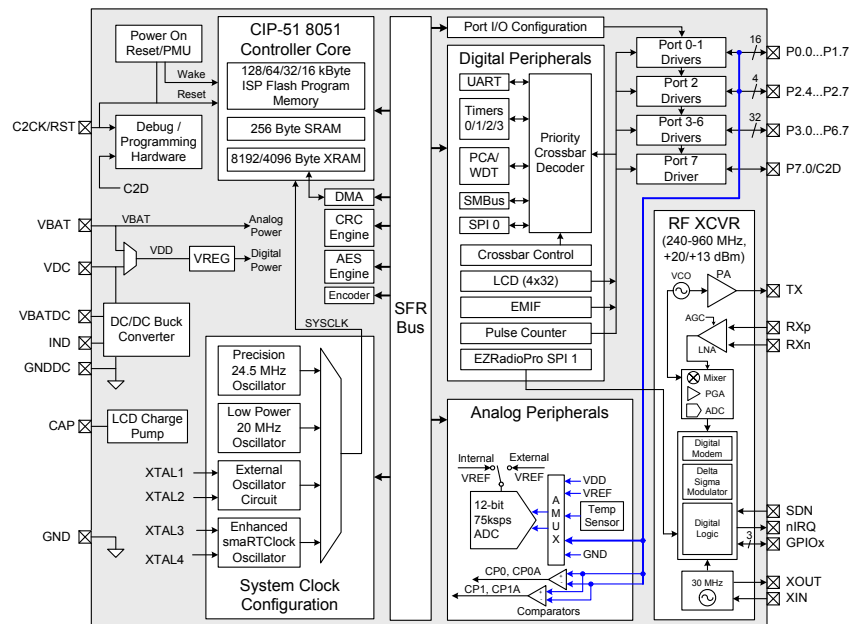 C2CK/RST
VBAT
VDC
VBATDC
IND
GNDDC
CAP
GND
Power On
Reset/PMU
Wake
Reset
Debug /
Programming
Hardware
C2D
CIP-51 8051
Controller Core
128/64/32/16 kByte
ISP Flash Program
Memory
256 Byte SRAM
8192/4096 Byte XRAM
VBAT
Analog
Power
VDD
VREG
Digital
Power
DC/DC Buck
Converter
LCD Charge
Pump
DMA
CRC
Engine
AES
Engine
Encoder
SYSCLK
Precision
24.5 MHz
Oscillator
Low Power
20 MHz
Oscillator
XTAL1
XTAL2
External
Oscillator
Circuit
XTAL3
XTAL4
Enhanced
smaRTClock
Oscillator
System Clock
Configuration
SFR
Bus
Port I/O Configuration
Digital Peripherals
UART
Timers
0/1/2/3
PCA/
WDT
SMBus
SPI 0
Priority
Crossbar
Decoder
Crossbar Control
LCD (4x32)
EMIF
Pulse Counter
EZRadioPro SPI 1
Analog Peripherals
Internal
VREF
External
VREF
12-bit
75ksps
ADC
A
M
U
X
VDD
VREF
Temp
Sensor
GND
CP0, CP0A
CP1, CP1A
+
-
+
-
Comparators
Port 0-1
Drivers
Port 2
Drivers
Port 3-6
Drivers
Port 7
Driver
16
4
32
P0.0...P1.7
P2.4...P2.7
P3.0...P6.7
P7.0/C2D
RF XCVR
(240-960 MHz,
+20/+13 dBm)
VCO
PA
AGC
LNA
Mixer
PGA
ADC
Digital
Modem
Delta
Sigma
Modulator
Digital
Logic
3
30 MHz
TX
RXp
RXn
SDN
nIRQ
GPIOx
XOUT
XIN